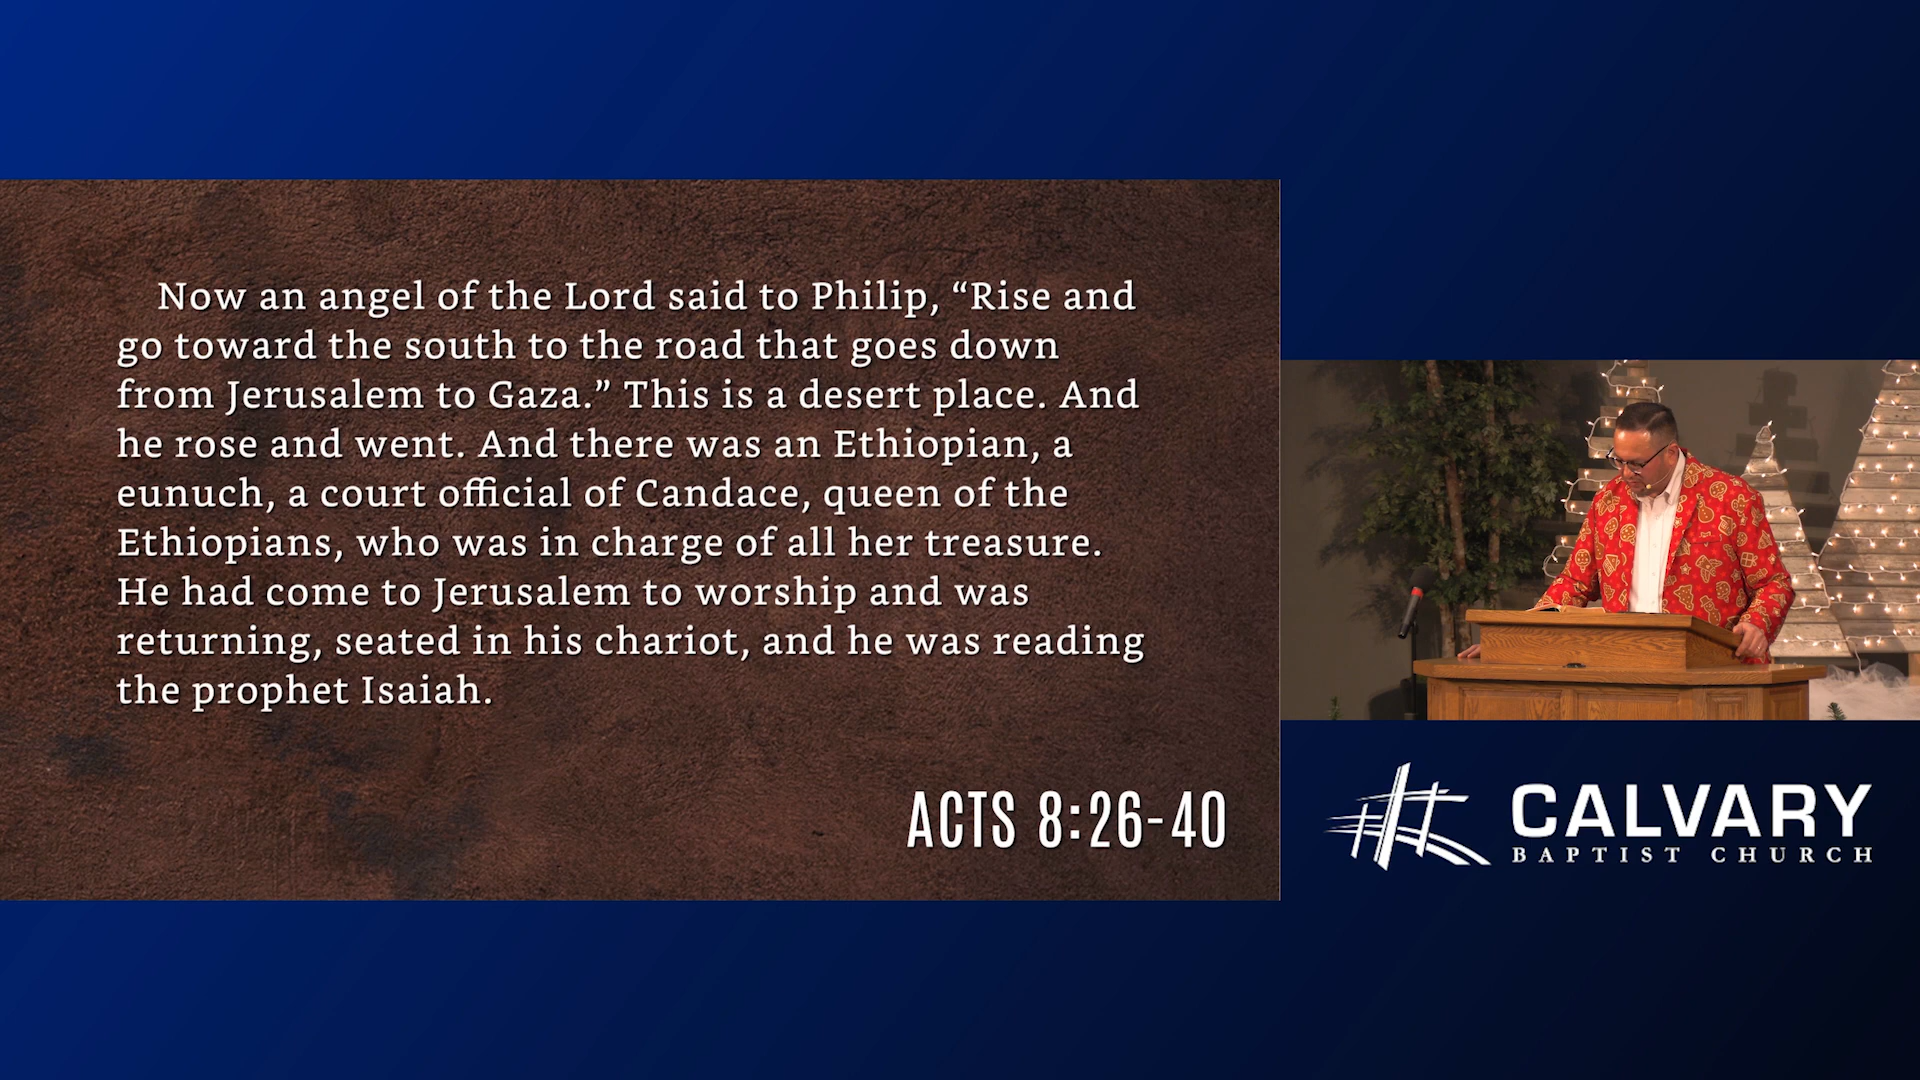 Now an angel of the Lord said to Philip, “Rise and
go toward the south to the road that goes down
from Jerusalem to Gaza.” This is a desert place. And
he rose and went. And there was an Ethiopian, a
eunuch, a court official of Candace, queen of the
Ethiopians, who was in charge of all her treasure.
He had come to Jerusalem to worship and was
returning, seated in his chariot, and he was reading
the prophet Isaiah.
ACTS 8:26-40
CALVARY
BAPTIST CHURCH